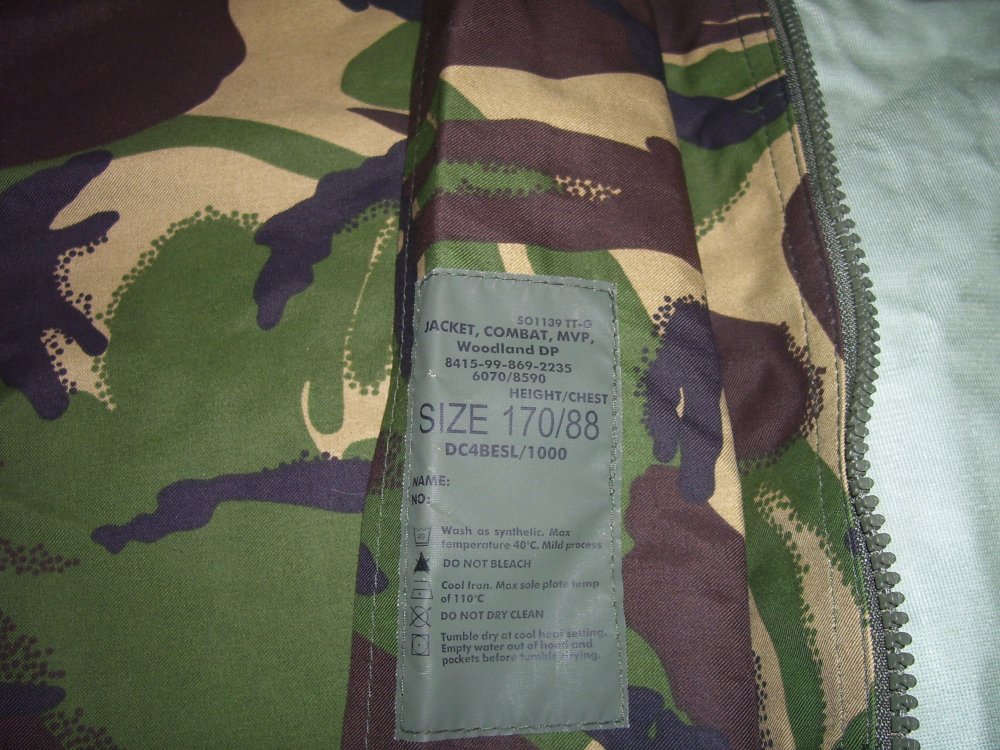 SO1139 TT-G
JACKET, COMBAT, MVP,
Woodland DP
8415-99-869-2235
6070/8590
HEIGHT/CHEST
SIZE 170/88
DC4BESL/1000
NAME:
NO:
40
Wash as synthetic. Max
temperature 40°C. Mild process
DO NOT BLEACH
Cool Iron. Max sole plate temp
of 110°C
DO NOT DRY CLEAN
Tumble dry at cool heat setting.
Empty water out of hood and
pockets before tumble drying.